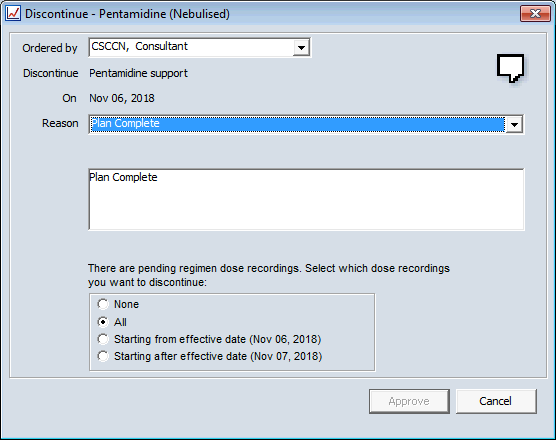 Discontinue - Pentamidine (Nebulised)
Ordered by CSCCN, Consultant
Discontinue Pentamidine support
On Nov 06, 2018
Reason Plan Complete
Plan Complete
There are pending regimen dose recordings. Select which dose recordings
you want to discontinue:
None
All
Starting from effective date (Nov 06, 2018)
Starting after effective date (Nov 07, 2018)
Approve Cancel